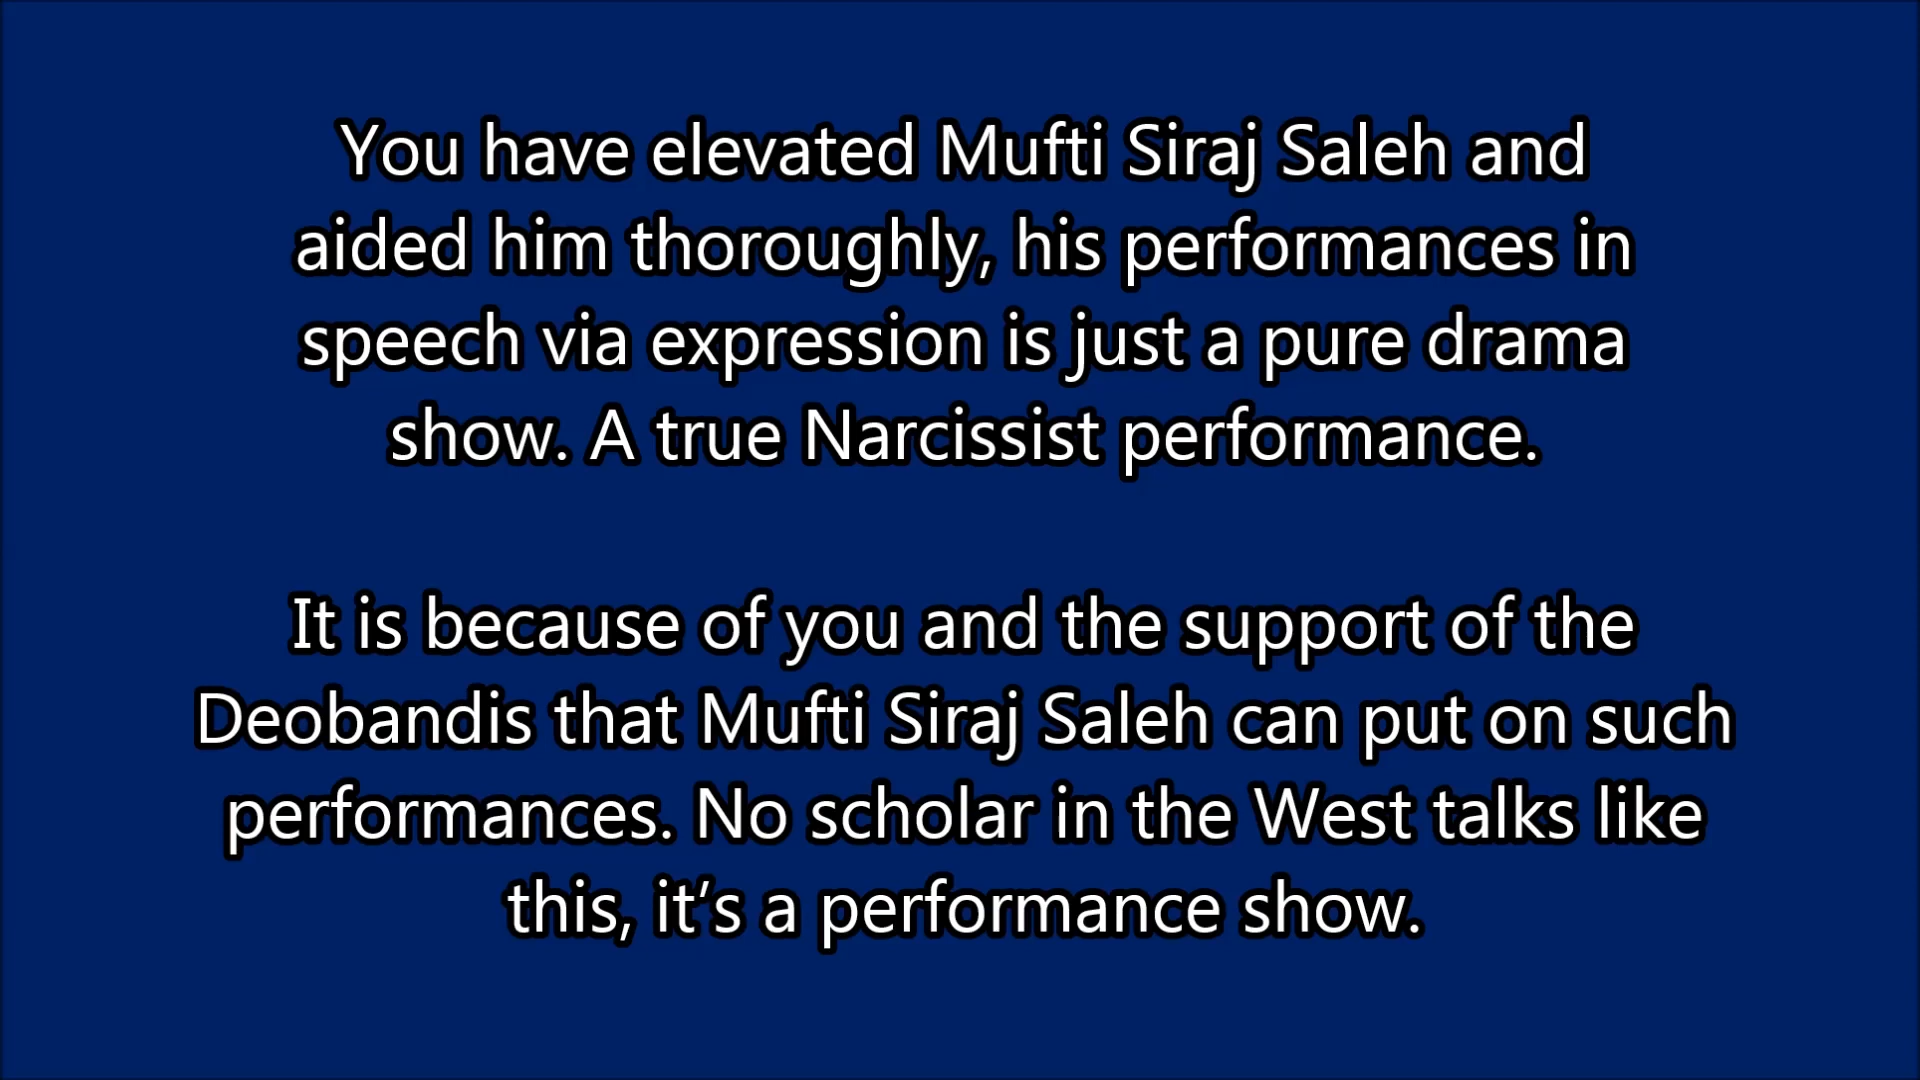 You have elevated Mufti Siraj Saleh and
aided him thoroughly, his performances in
speech via expression is just a pure drama
show. A true Narcissist performance.
It is because of you and the support of the
Deobandis that Mufti Siraj Saleh can put on such
performances. No scholar in the West talks like
this, it’s a performance show.